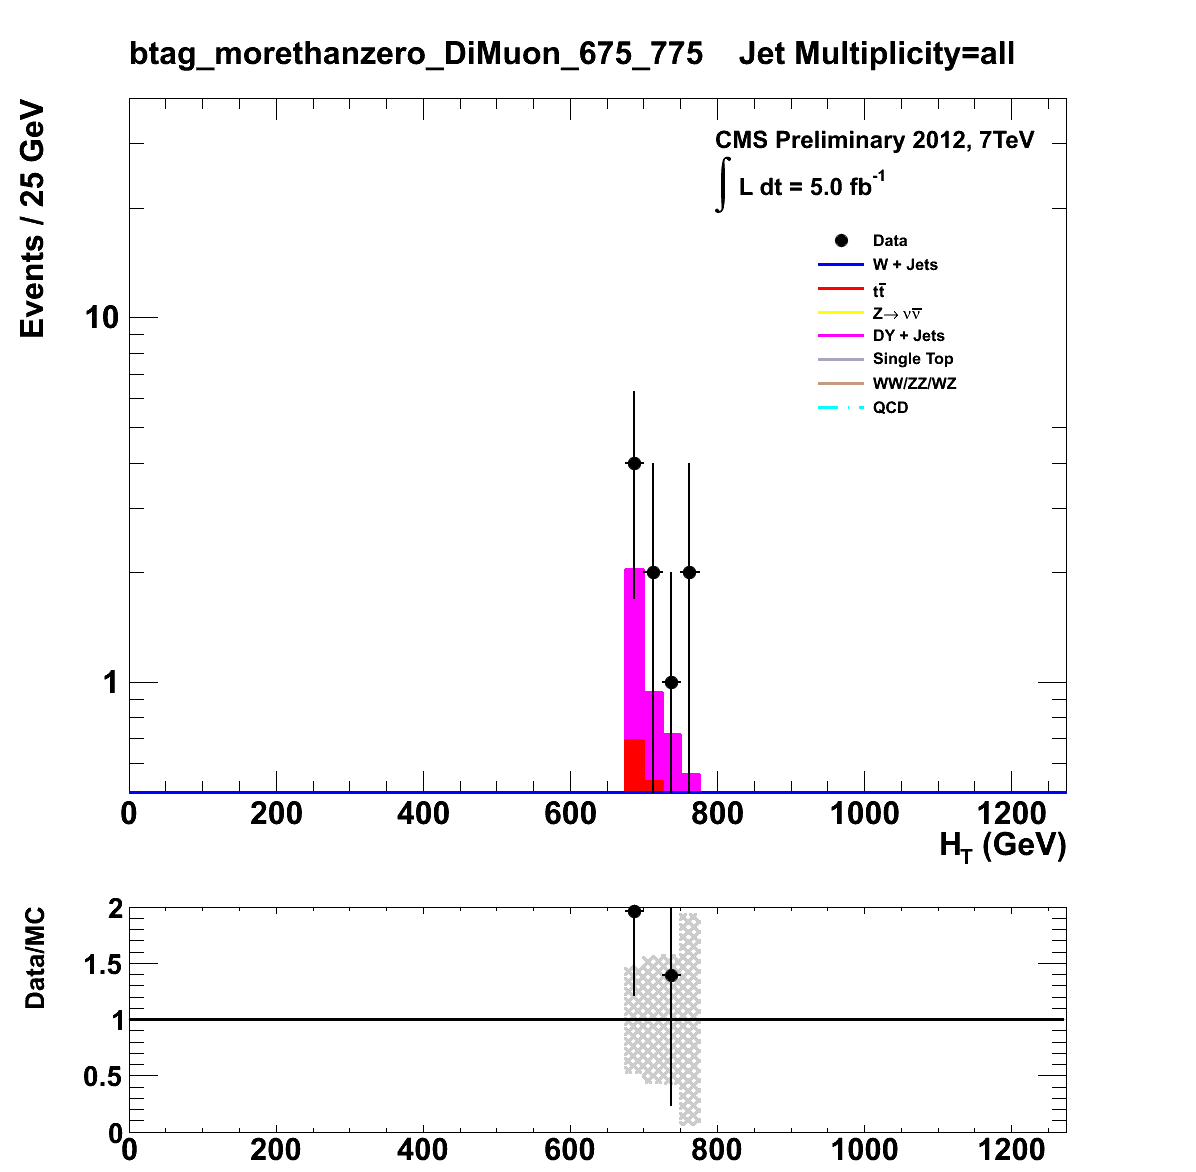 btag_morethanzero_DiMuon_675_775 Jet Multiplicity=all
Events / 25 GeV
CMS Preliminary 2012, 7TeV
∫ L dt = 5.0 fb⁻¹
Data
W + Jets
tt̅
Z→ νν̅
DY + Jets
Single Top
WW/ZZ/WZ
QCD
10
1
0 200 400 600 800 1000 1200
H_T (GeV)
Data/MC
2
1.5
1
0.5
0
0 200 400 600 800 1000 1200